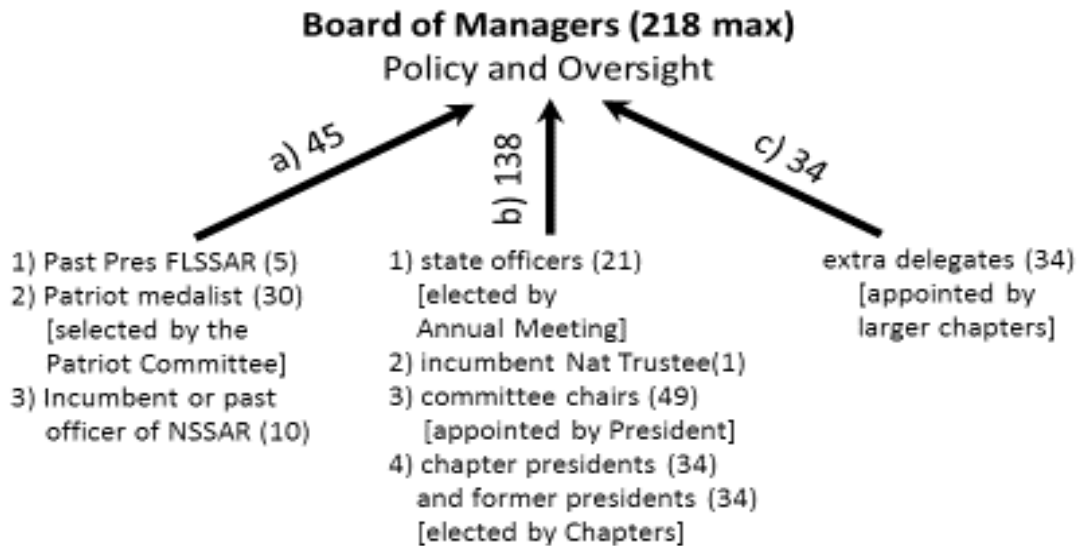 Board of Managers (218 max)
Policy and Oversight
a) 45
b) 138
c) 34
1) Past Pres FLSSAR (5)
2) Patriot medalist (30)
[selected by the
Patriot Committee]
3) Incumbent or past
officer of NSSAR (10)
1) state officers (21)
[elected by
Annual Meeting]
2) incumbent Nat Trustee(1)
3) committee chairs (49)
[appointed by President]
4) chapter presidents (34)
and former presidents (34)
[elected by Chapters]
extra delegates (34)
[appointed by
larger chapters]